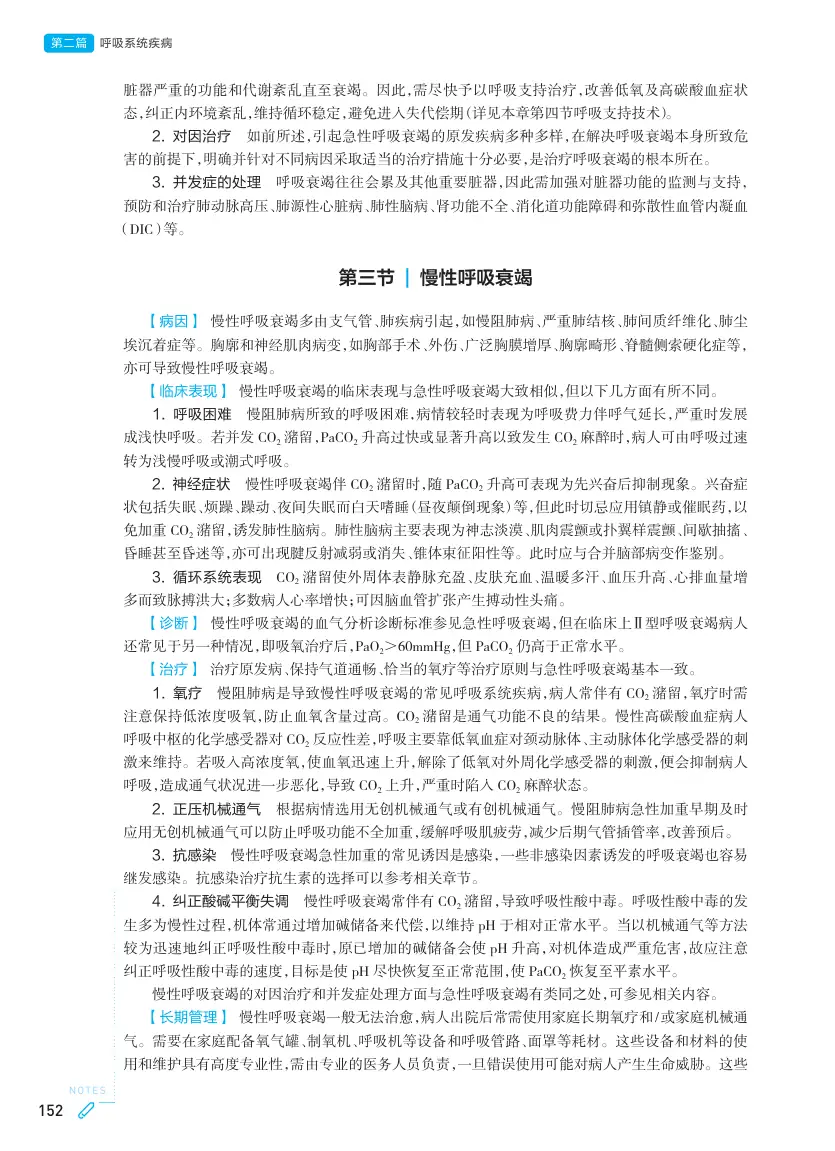 第二篇 呼吸系统疾病
脏器严重的功能和代谢紊乱直至衰竭。因此,需尽快予以呼吸支持治疗,改善低氧及高碳酸血症状
态,纠正内环境紊乱,维持循环稳定,避免进入失代偿期(详见本章第四节呼吸支持技术)。
2. 对因治疗 如前所述,引起急性呼吸衰竭的原发疾病多种多样,在解决呼吸衰竭本身所致危
害的前提下,明确并针对不同病因采取适当的治疗措施十分必要,是治疗呼吸衰竭的根本所在。
3. 并发症的处理 呼吸衰竭往往会累及其他重要脏器,因此需加强对脏器功能的监测与支持,
预防和治疗肺动脉高压、肺源性心脏病、肺性脑病、肾功能不全、消化道功能障碍和弥散性血管内凝血
(DIC)等。
第三节 | 慢性呼吸衰竭
【病因】 慢性呼吸衰竭多由支气管、肺疾病引起,如慢阻肺病、严重肺结核、肺间质纤维化、肺尘
埃沉着症等。胸廓和神经肌肉病变,如胸部手术、外伤、广泛胸膜增厚、胸廓畸形、脊髓侧索硬化症等,
亦可导致慢性呼吸衰竭。
【临床表现】 慢性呼吸衰竭的临床表现与急性呼吸衰竭大致相似,但以下几方面有所不同。
1. 呼吸困难 慢阻肺病所致的呼吸困难,病情较轻时表现为呼吸费力伴呼气延长,严重时发展
成浅快呼吸。若并发 CO₂ 潴留,PaCO₂ 升高过快或显著升高以致发生 CO₂ 麻醉时,病人可由呼吸过速
转为浅慢呼吸或潮式呼吸。
2. 神经症状 慢性呼吸衰竭伴 CO₂ 潴留时,随 PaCO₂ 升高可表现为先兴奋后抑制现象。兴奋症
状包括失眠、烦躁、躁动、夜间失眠而白天嗜睡(昼夜颠倒现象)等,但此时切忌应用镇静或催眠药,以
免加重 CO₂ 潴留,诱发肺性脑病。肺性脑病主要表现为神志淡漠、肌肉震颤或扑翼样震颤、间歇抽搐、
昏睡甚至昏迷等,亦可出现腱反射减弱或消失、锥体束征阳性等。此时应与合并脑部病变作鉴别。
3. 循环系统表现 CO₂ 潴留使外周体表静脉充盈、皮肤充血、温暖多汗、血压升高、心排血量增
多而致脉搏洪大;多数病人心率增快;可因脑血管扩张产生搏动性头痛。
【诊断】 慢性呼吸衰竭的血气分析诊断标准参见急性呼吸衰竭,但在临床上Ⅱ型呼吸衰竭病人
还常见于另一种情况,即吸氧治疗后,PaO₂>60mmHg,但 PaCO₂ 仍高于正常水平。
【治疗】 治疗原发病、保持气道通畅、恰当的氧疗等治疗原则与急性呼吸衰竭基本一致。
1. 氧疗 慢阻肺病是导致慢性呼吸衰竭的常见呼吸系统疾病,病人常伴有 CO₂ 潴留,氧疗时需
注意保持低浓度吸氧,防止血氧含量过高。CO₂ 潴留是通气功能不良的结果。慢性高碳酸血症病人
呼吸中枢的化学感受器对 CO₂ 反应性差,呼吸主要靠低氧血症对颈动脉体、主动脉体化学感受器的刺
激来维持。若吸入高浓度氧,使血氧迅速上升,解除了低氧对外周化学感受器的刺激,便会抑制病人
呼吸,造成通气状况进一步恶化,导致 CO₂ 上升,严重时陷入 CO₂ 麻醉状态。
2. 正压机械通气 根据病情选用无创机械通气或有创机械通气。慢阻肺病急性加重早期及时
应用无创机械通气可以防止呼吸功能不全加重,缓解呼吸肌疲劳,减少后期气管插管率,改善预后。
3. 抗感染 慢性呼吸衰竭急性加重的常见诱因是感染,一些非感染因素诱发的呼吸衰竭也容易
继发感染。抗感染治疗抗生素的选择可以参考相关章节。
4. 纠正酸碱平衡失调 慢性呼吸衰竭常伴有 CO₂ 潴留,导致呼吸性酸中毒。呼吸性酸中毒的发
生多为慢性过程,机体常通过增加碱储备来代偿,以维持 pH 于相对正常水平。当以机械通气等方法
较为迅速地纠正呼吸性酸中毒时,原已增加的碱储备会使 pH 升高,对机体造成严重危害,故应注意
纠正呼吸性酸中毒的速度,目标是使 pH 尽快恢复至正常范围,使 PaCO₂ 恢复至平素水平。
慢性呼吸衰竭的对因治疗和并发症处理方面与急性呼吸衰竭有类同之处,可参见相关内容。
【长期管理】 慢性呼吸衰竭一般无法治愈,病人出院后常需使用家庭长期氧疗和/或家庭机械通
气。需要在家庭配备氧气罐、制氧机、呼吸机等设备和呼吸管路、面罩等耗材。这些设备和材料的使
用和维护具有高度专业性,需由专业的医务人员负责,一旦错误使用可能对病人产生生命威胁。这些
NOTES
152